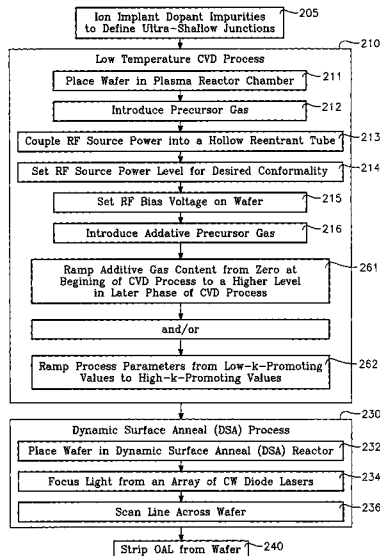 Ion Implant Dopant Impurities
to Define Ultra-Shallow Junctions
205
210
Low Temperature CVD Process
Place Wafer in Plasma Reactor Chamber
211
Introduce Precursor Gas
212
Couple RF Source Power into a Hollow Reentrant Tube
213
Set RF Source Power Level for Desired Conformality
214
Set RF Bias Voltage on Wafer
215
Introduce Addative Precursor Gas
216
Ramp Additive Gas Content from Zero at
Begining of CVD Process to a Higher Level
in Later Phase of CVD Process
261
and/or
Ramp Process Parameters from Low-k-Promoting
Values to High-k-Promoting Values
262
230
Dynamic Surface Anneal (DSA) Process
Place Wafer in Dynamic Surface Anneal (DSA) Reactor
232
Focus Light from an Array of CW Diode Lasers
234
Scan Line Across Wafer
236
Strip OAL from Wafer
240